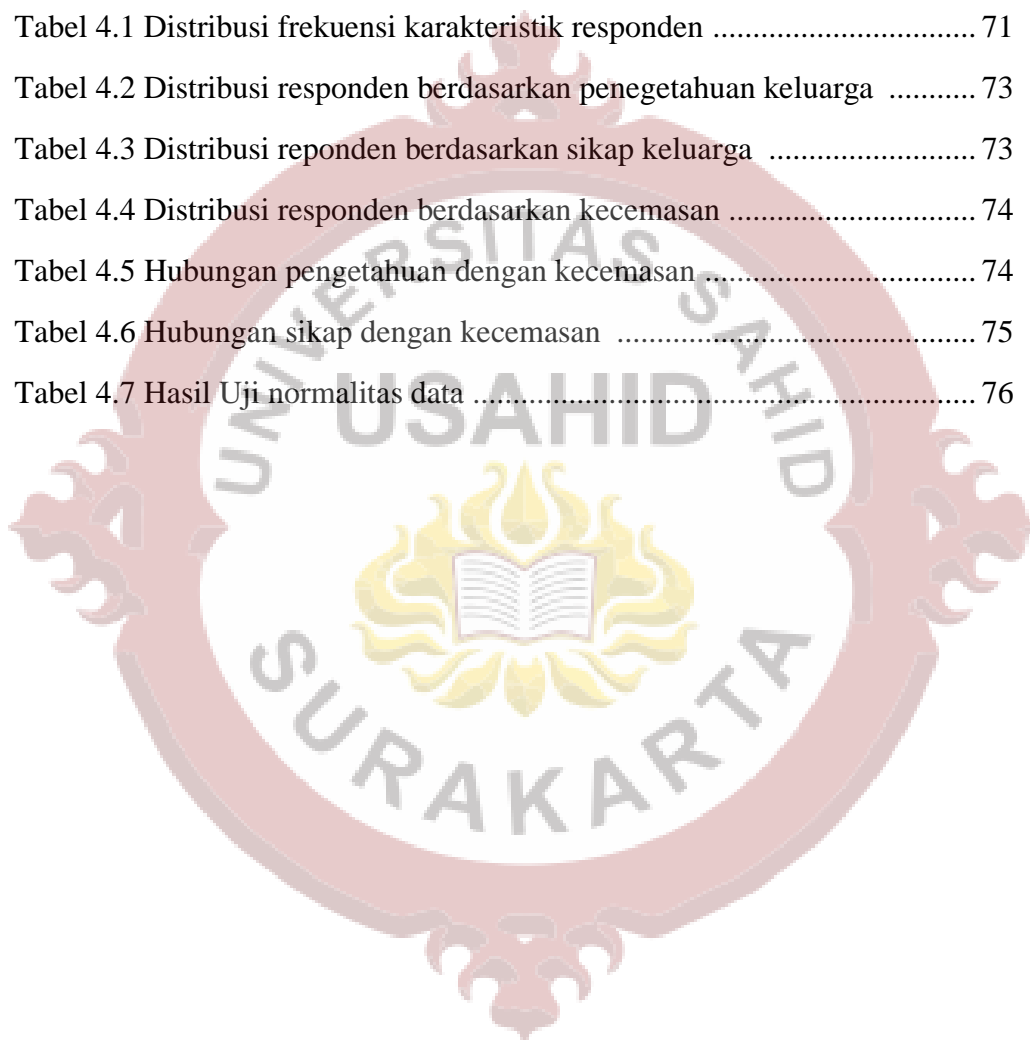 Tabel 4.1 Distribusi frekuensi karakteristik responden ................................ 71
Tabel 4.2 Distribusi responden berdasarkan penegetahuan keluarga ........... 73
Tabel 4.3 Distribusi reponden berdasarkan sikap keluarga ......................... 73
Tabel 4.4 Distribusi responden berdasarkan kecemasan .............................. 74
Tabel 4.5 Hubungan pengetahuan dengan kecemasan ................................. 74
Tabel 4.6 Hubungan sikap dengan kecemasan ........................................... 75
Tabel 4.7 Hasil Uji normalitas data ............................................................. 76
UNIVERSITAS SAHID
USAHID
SURAKARTA